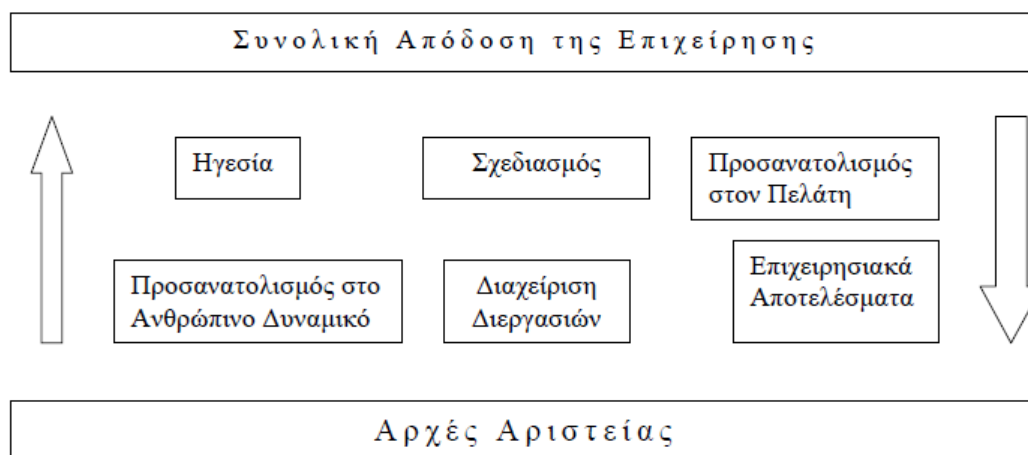 Συνολική Απόδοση της Επιχείρησης
Ηγεσία
Σχεδιασμός
Προσανατολισμός
στον Πελάτη
Προσανατολισμός στο
Ανθρώπινο Δυναμικό
Διαχείριση
Διεργασιών
Επιχειρησιακά
Αποτελέσματα
Αρχές Αριστείας